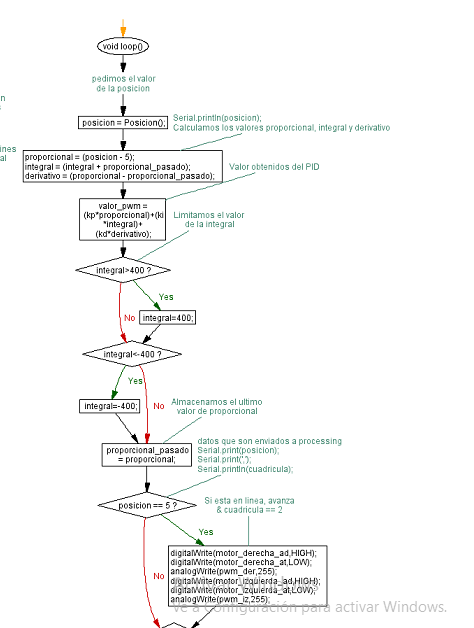 void loop()
pedimos el valor
de la posicion
posicion = Posicion();
Serial.println(posicion);
Calculamos los valores proporcional, integral y derivativo
proporcional = (posicion - 5);
integral = (integral + proporcional_pasado);
derivativo = (proporcional - proporcional_pasado);
Valor obtenidos del PID
valor_pwm =
(kp*proporcional)+(ki
*integral)+
(kd*derivativo);
Limitamos el valor
de la integral
integral>400 ?
Yes
No
integral=400;
integral<-400 ?
Yes
No
integral=-400;
Almacenamos el ultimo
valor de proporcional
proporcional_pasado
= proporcional;
datos que son enviados a processing
Serial.print(posicion);
Serial.print(',');
Serial.println(cuadricula);
posicion == 5 ?
Si esta en linea, avanza
& cuadricula == 2
Yes
No
digitalWrite(motor_derecha_ad,HIGH);
digitalWrite(motor_derecha_at,LOW);
analogWrite(pwm_der,255);
digitalWrite(motor_izquierda_ad,HIGH);
digitalWrite(motor_izquierda_at,LOW);
analogWrite(pwm_iz,255);
Ve a Configuración para activar Windows.